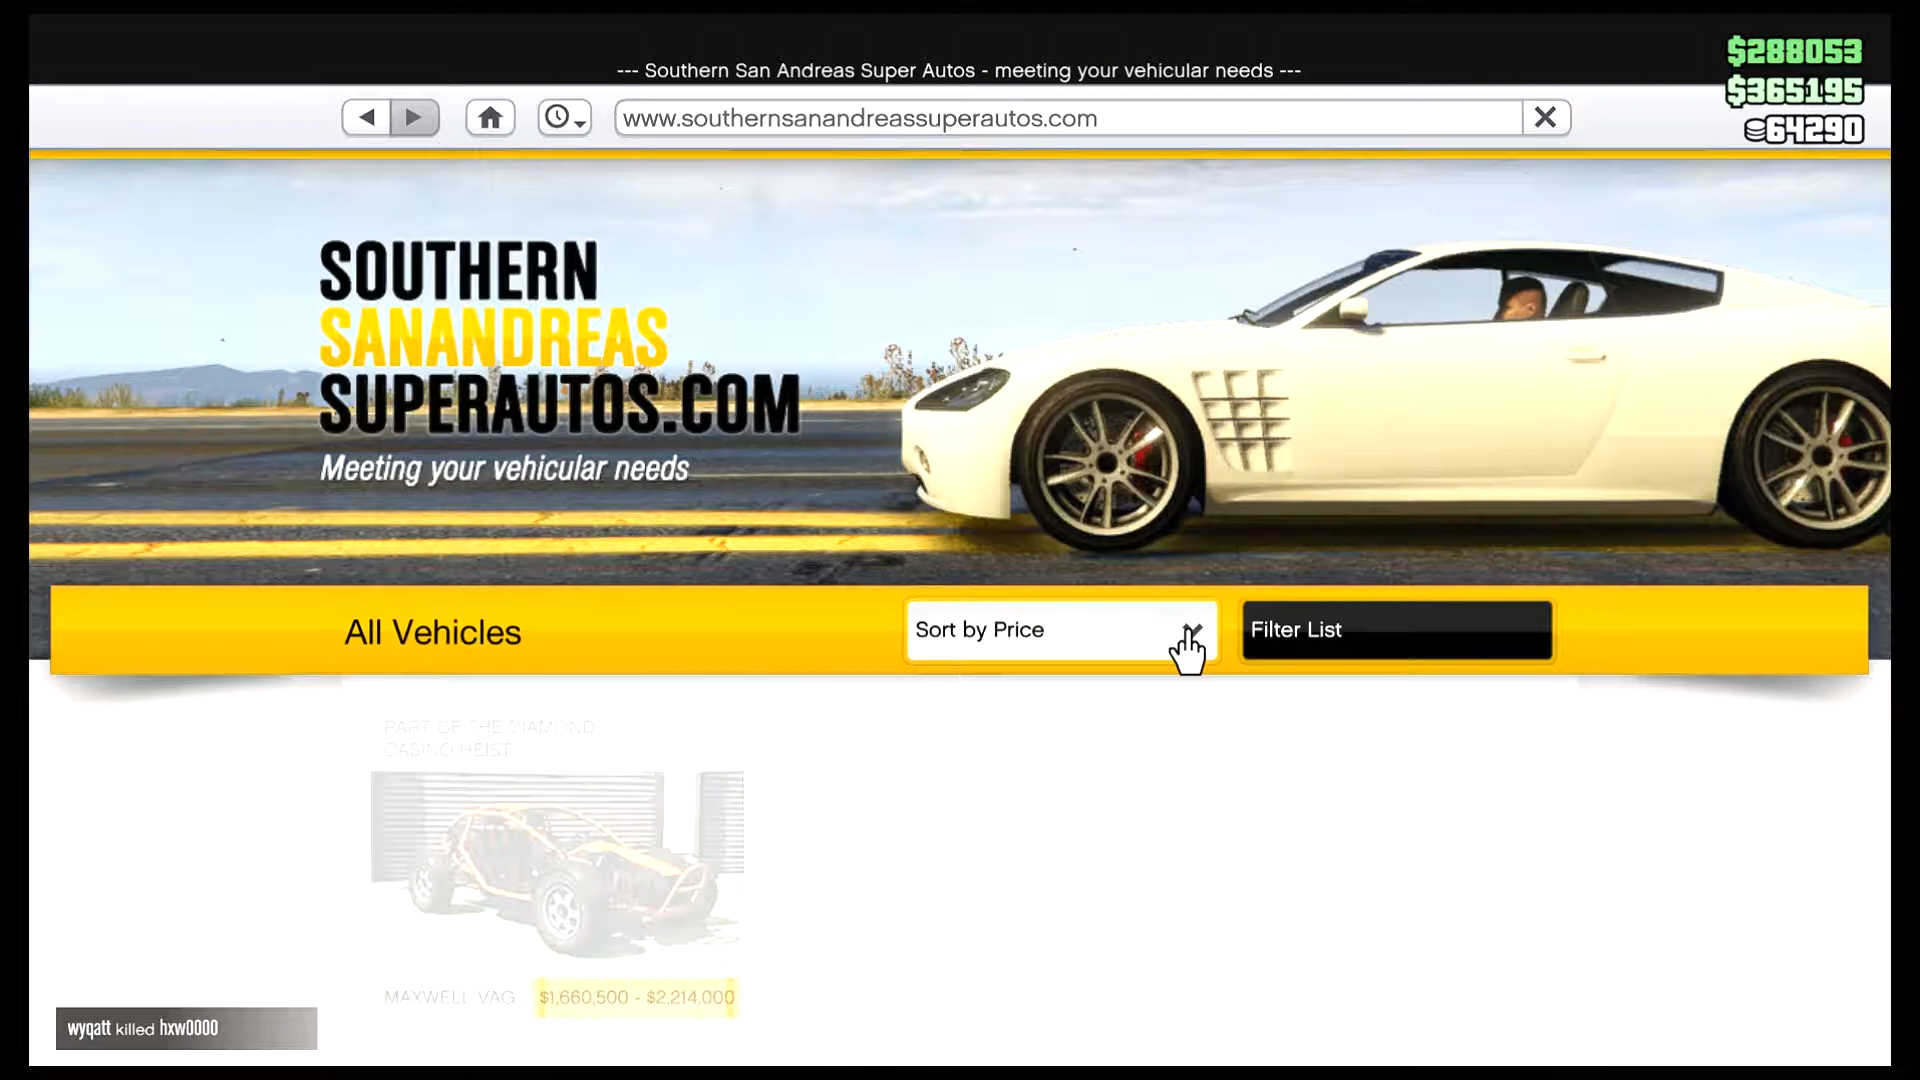 --- Southern San Andreas Super Autos - meeting your vehicular needs ---
$288053
$365195
64290
www.southernsanandreassuperautos.com
SOUTHERN
SANANDREAS
SUPERAUTOS.COM
Meeting your vehicular needs
All Vehicles
Sort by Price
Filter List
PART OF THE DIAMOND
CASINO HEIST
MAXWELL VAG
$1,660,500 - $2,214,000
wyqatt killed hxw0000